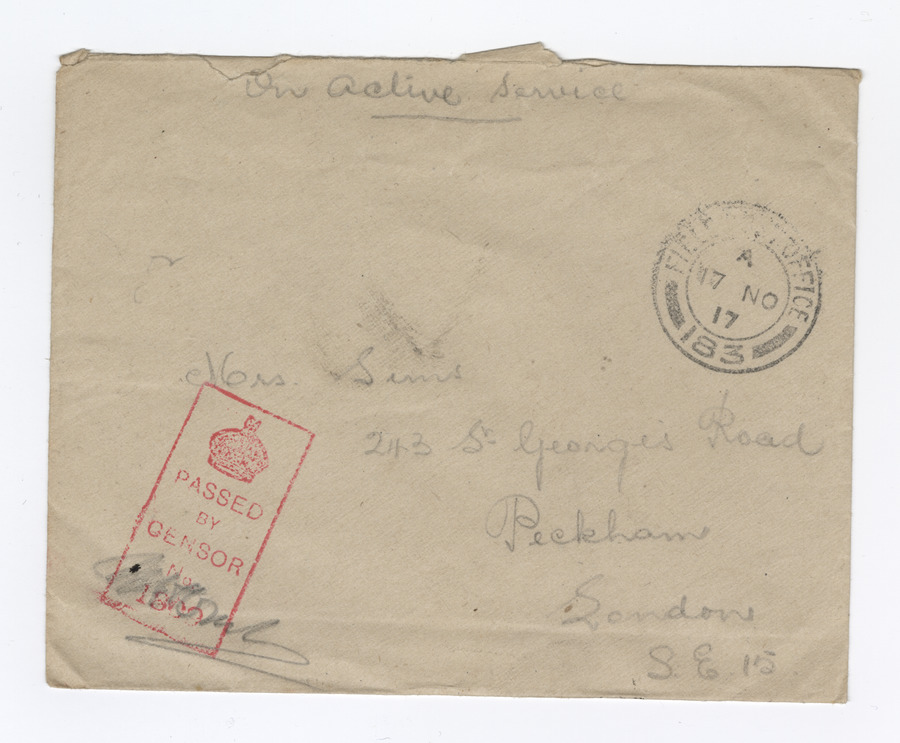 On Active Service
FIELD POST OFFICE
A
17 NO
17
183
Mrs. Sims
243 St Georges Road
Peckham
London
S.E. 15
PASSED
BY
CENSOR
No.